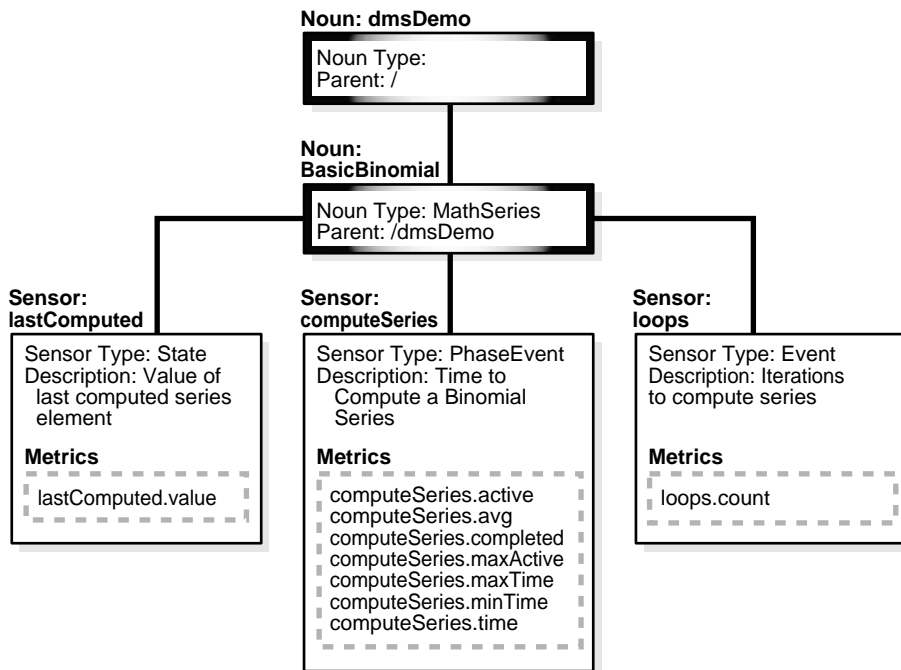 Noun: dmsDemo
Noun Type:
Parent: /
Noun:
BasicBinomial
Noun Type: MathSeries
Parent: /dmsDemo
Sensor:
lastComputed
Sensor Type: State
Description: Value of
last computed series
element
Metrics
lastComputed.value
Sensor:
computeSeries
Sensor Type: PhaseEvent
Description: Time to
Compute a Binomial
Series
Metrics
computeSeries.active
computeSeries.avg
computeSeries.completed
computeSeries.maxActive
computeSeries.maxTime
computeSeries.minTime
computeSeries.time
Sensor:
loops
Sensor Type: Event
Description: Iterations
to compute series
Metrics
loops.count